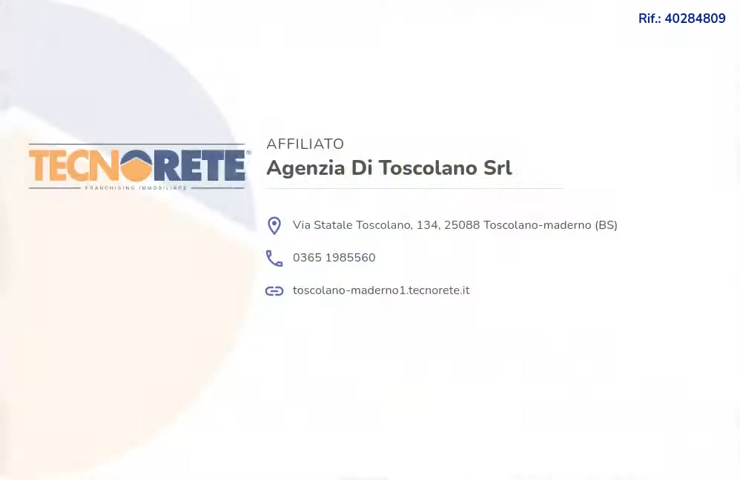 Rif.: 40284809
AFFILIATO
TECNORETE
Agenzia Di Toscolano Srl
FRANCHISING IMMOBILIARE
Via Statale Toscolano, 134, 25088 Toscolano-maderno (BS)
0365 1985560
toscolano-maderno1.tecnorete.it